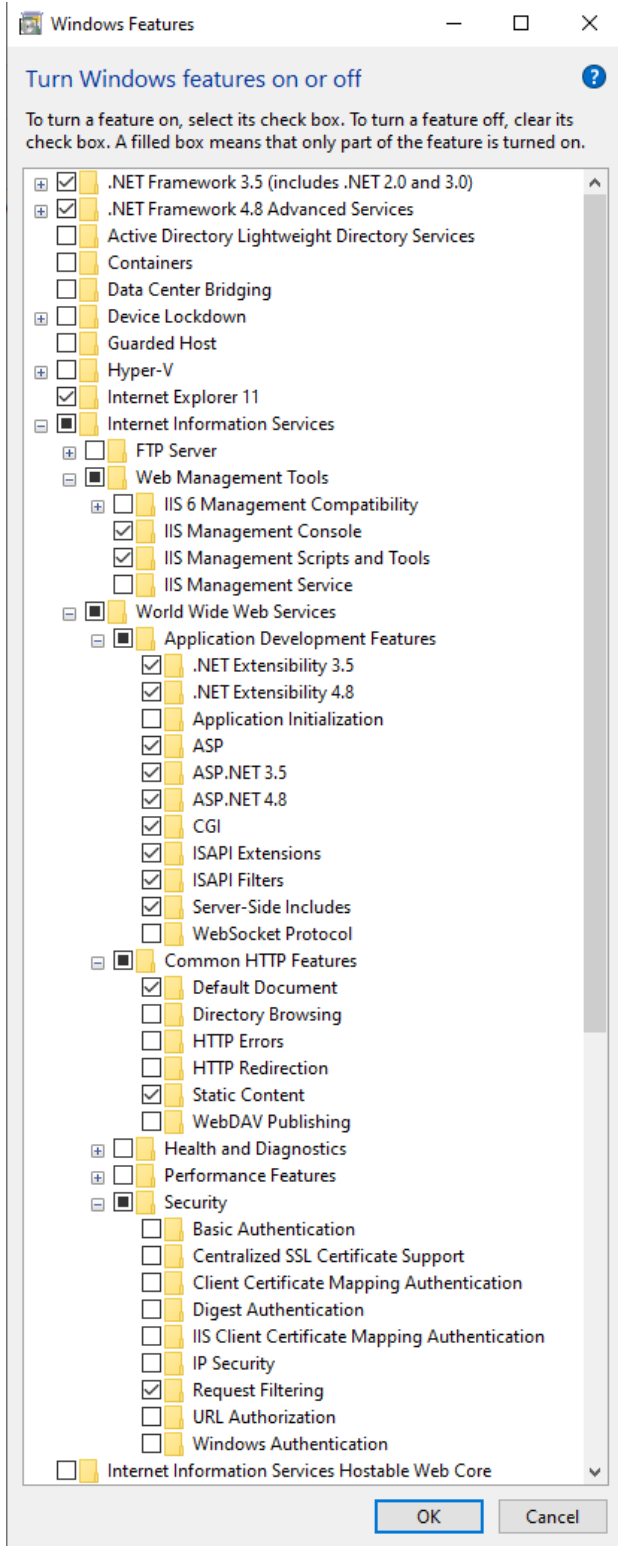 Windows Features
Turn Windows features on or off
?
To turn a feature on, select its check box. To turn a feature off, clear its
check box. A filled box means that only part of the feature is turned on.
.NET Framework 3.5 (includes .NET 2.0 and 3.0)
.NET Framework 4.8 Advanced Services
Active Directory Lightweight Directory Services
Containers
Data Center Bridging
Device Lockdown
Guarded Host
Hyper-V
Internet Explorer 11
Internet Information Services
FTP Server
Web Management Tools
IIS 6 Management Compatibility
IIS Management Console
IIS Management Scripts and Tools
IIS Management Service
World Wide Web Services
Application Development Features
.NET Extensibility 3.5
.NET Extensibility 4.8
Application Initialization
ASP
ASP.NET 3.5
ASP.NET 4.8
CGI
ISAPI Extensions
ISAPI Filters
Server-Side Includes
WebSocket Protocol
Common HTTP Features
Default Document
Directory Browsing
HTTP Errors
HTTP Redirection
Static Content
WebDAV Publishing
Health and Diagnostics
Performance Features
Security
Basic Authentication
Centralized SSL Certificate Support
Client Certificate Mapping Authentication
Digest Authentication
IIS Client Certificate Mapping Authentication
IP Security
Request Filtering
URL Authorization
Windows Authentication
Internet Information Services Hostable Web Core
OK
Cancel